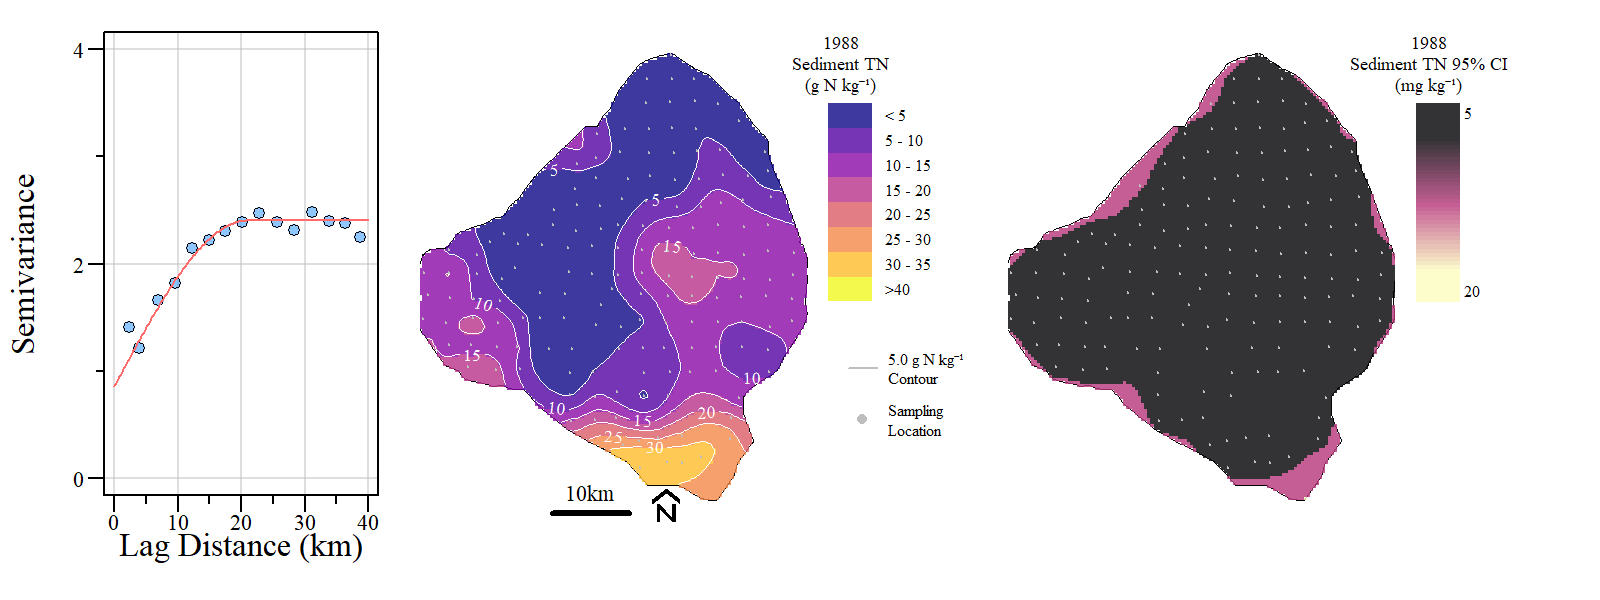 4
2
0
Semivariance
0 10 20 30 40
Lag Distance (km)
1988
Sediment TN
(g N kg⁻¹)
< 5
5 - 10
10 - 15
15 - 20
20 - 25
25 - 30
30 - 35
>40
5.0 g N kg⁻¹
Contour
Sampling
Location
5
5
15
10
15
10
10
15
20
25
30
10km
N
1988
Sediment TN 95% CI
(mg kg⁻¹)
5
20